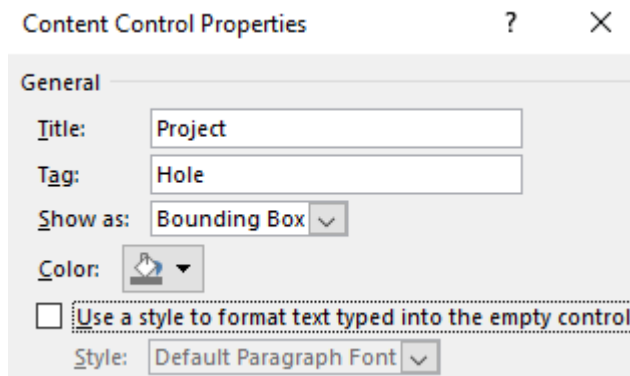 Content Control Properties ?
General
Title: Project
Tag: Hole
Show as: Bounding Box
Color:
Use a style to format text typed into the empty control
Style: Default Paragraph Font